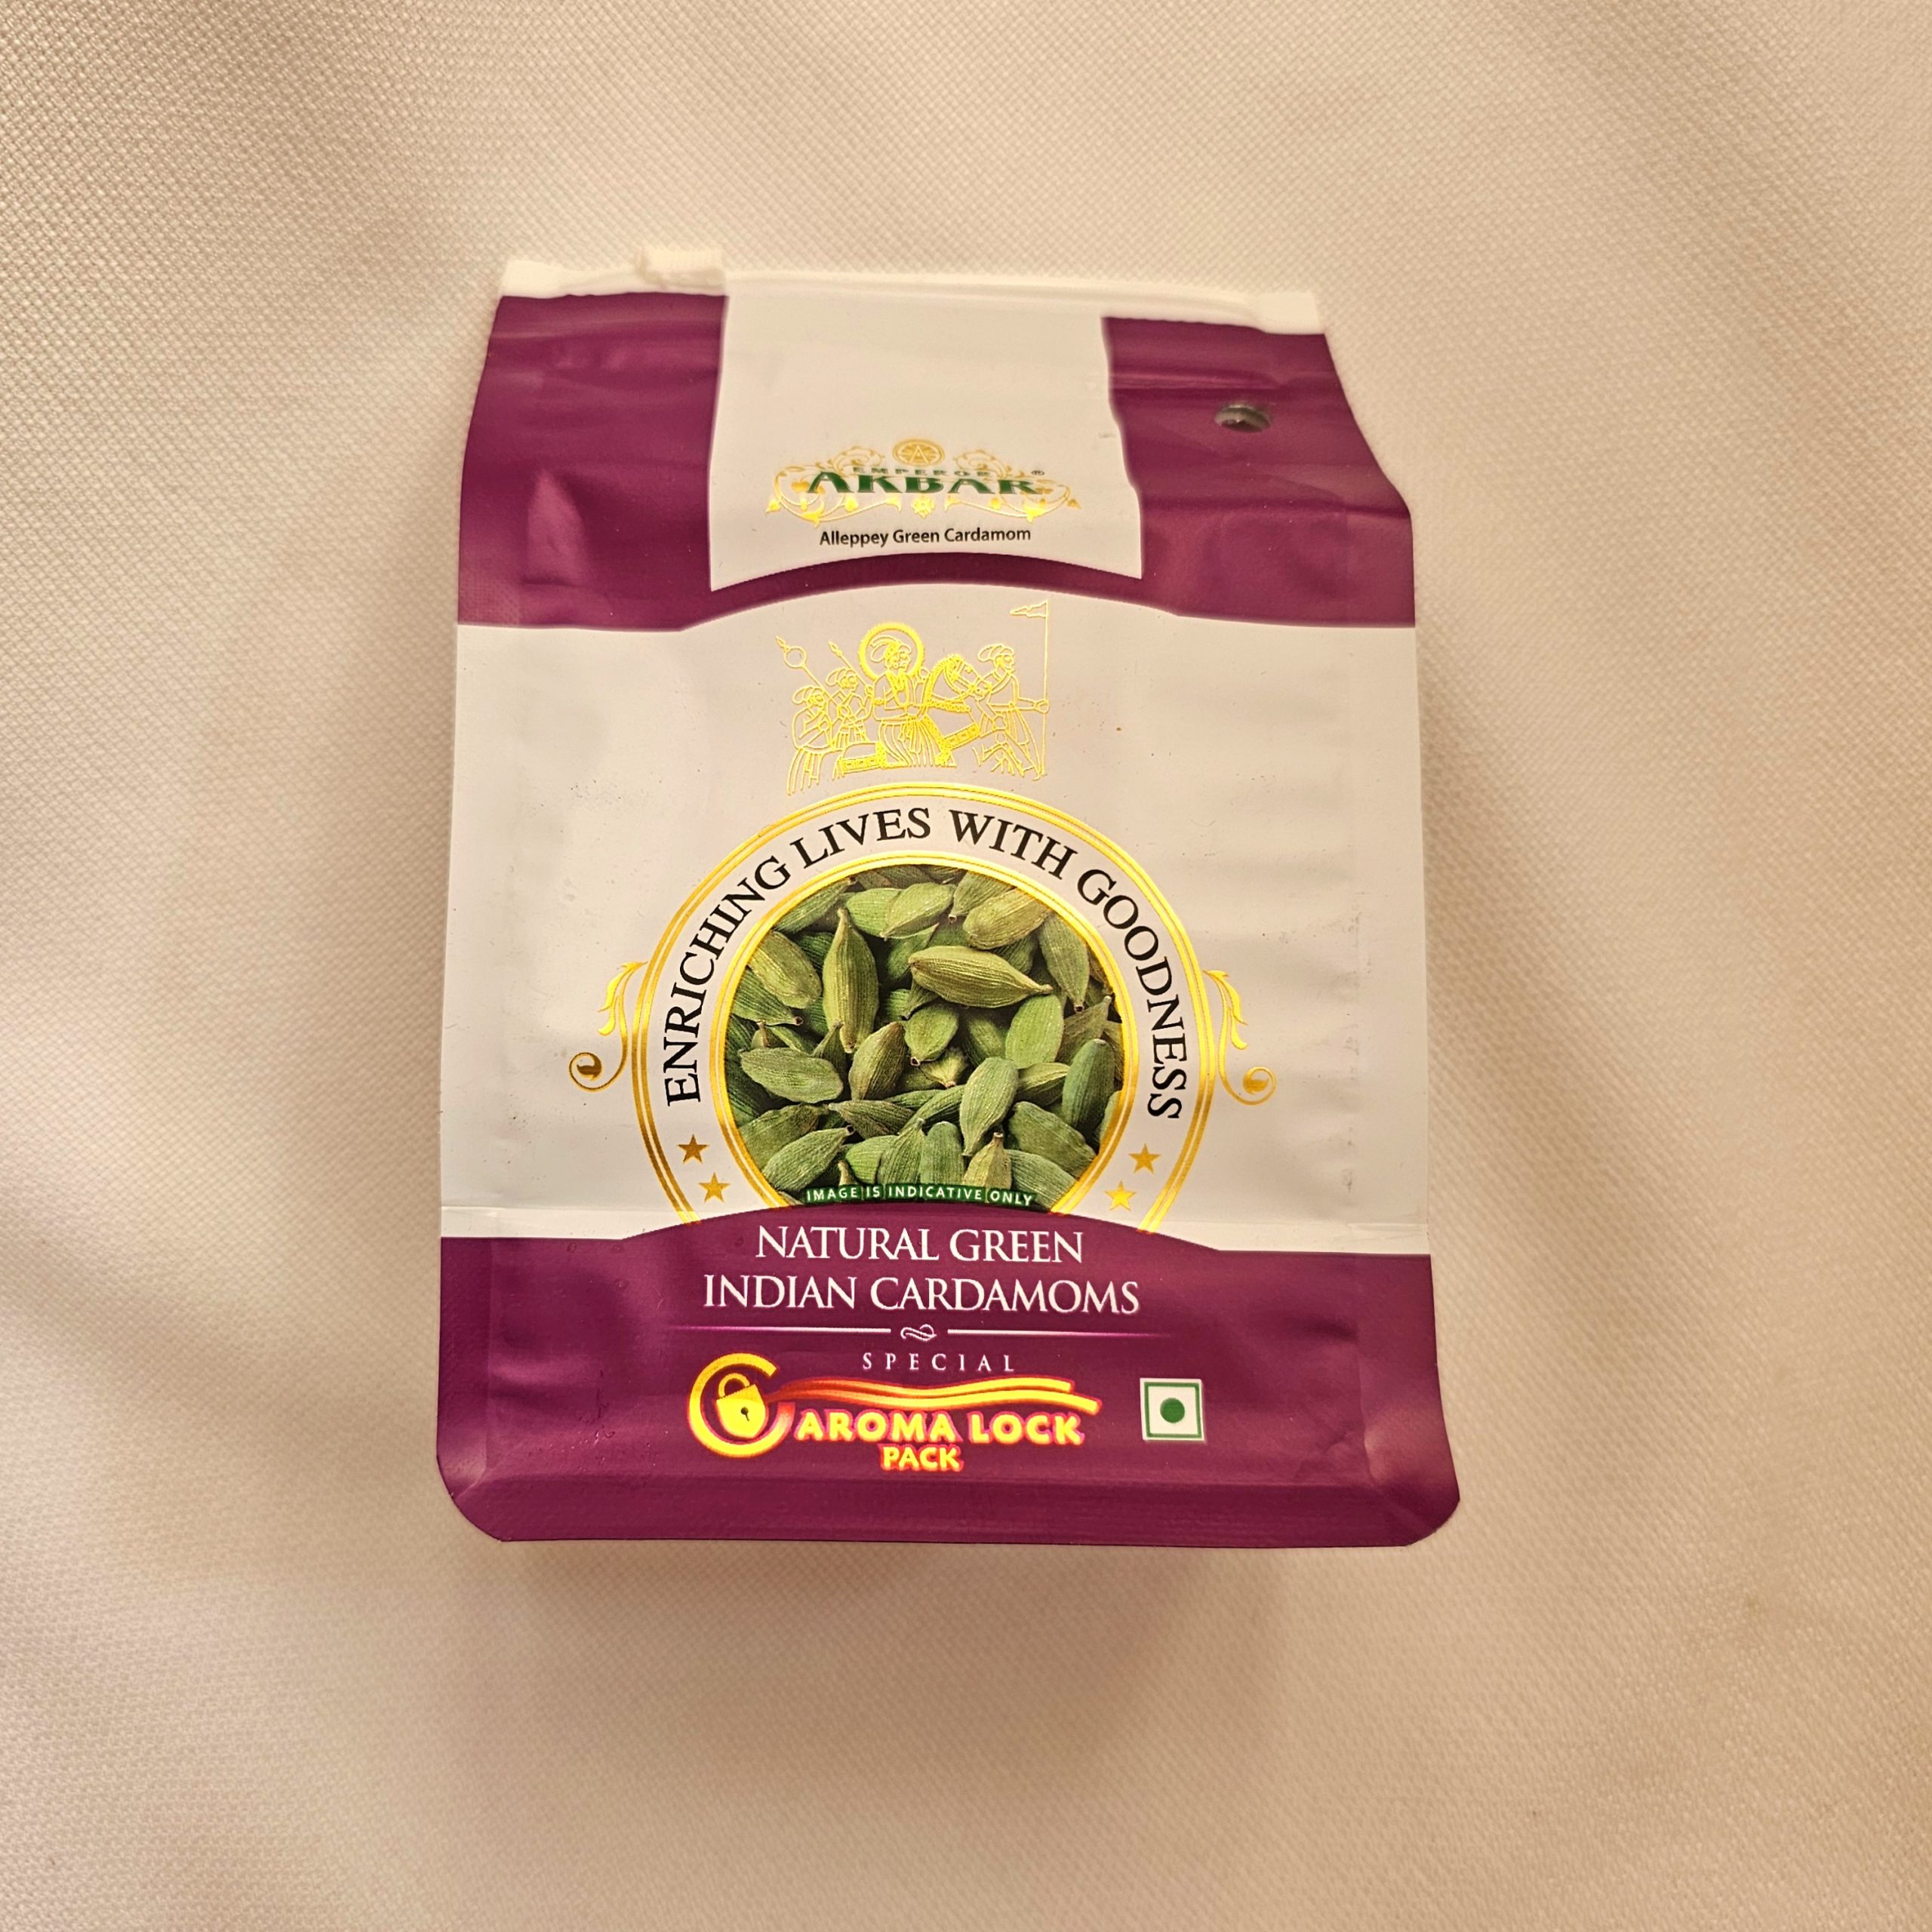 EMPEROR
AKBAR®
Alleppey Green Cardamom
ENRICHING LIVES WITH GOODNESS
IMAGE IS INDICATIVE ONLY
NATURAL GREEN
INDIAN CARDAMOMS
SPECIAL
AROMA LOCK
PACK